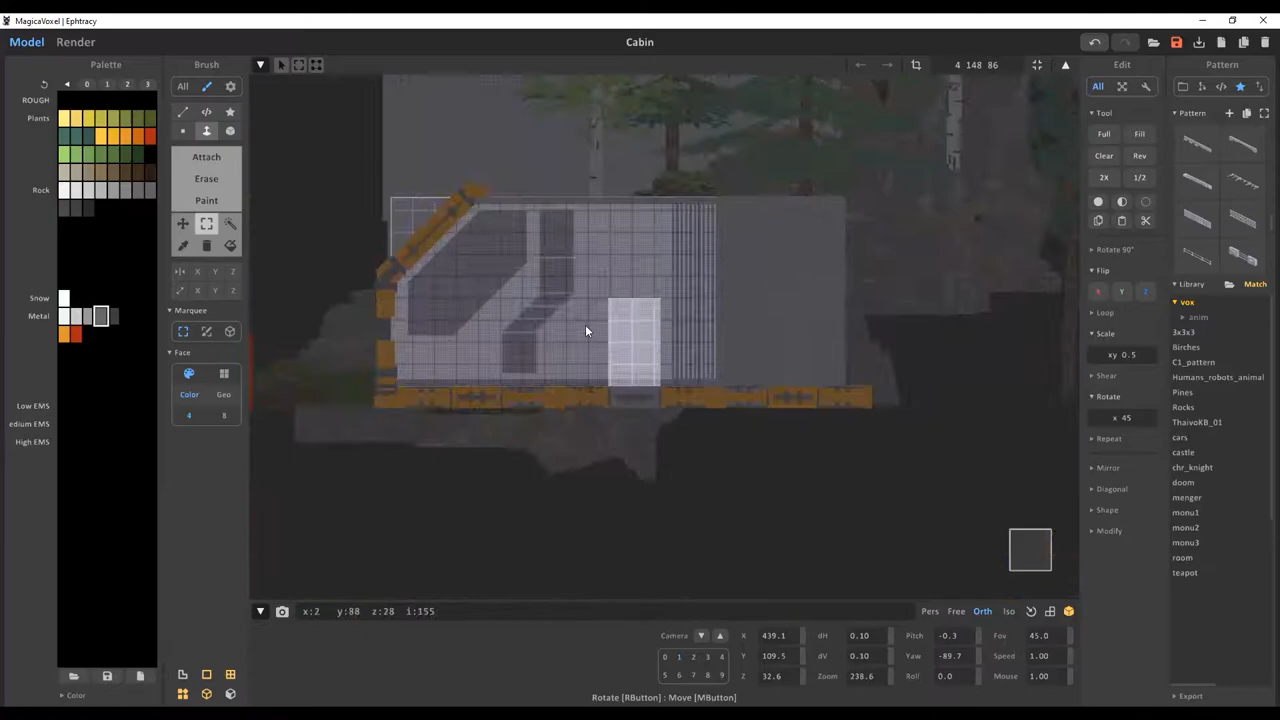 MagicaVoxel | Ephtracy
Model Render
Cabin
Palette
0 1 2 3
ROUGH
Plants
Rock
Snow
Metal
Low EMS
edium EMS
High EMS
Color
Brush
All
Attach
Erase
Paint
X Y Z
X Y Z
Marquee
Face
Color Geo
4 8
4 148 86
x:2 y:88 z:28 i:155
Pers Free Orth Iso
Camera
0 1 2 3 4
5 6 7 8 9
X 439.1 dH 0.10 Pitch -0.3 Fov 45.0
Y 109.5 dV 0.10 Yaw -89.7 Speed 1.00
Z 32.6 Zoom 238.6 Roll 0.0 Mouse 1.00
Rotate [RButton] : Move [MButton]
Edit
All
Tool
Full Fill
Clear Rev
2X 1/2
Rotate 90°
Flip
X Y Z
Loop
Scale
xy 0.5
Shear
Rotate
x 45
Repeat
Mirror
Diagonal
Shape
Modify
Pattern
Pattern
Library Match
vox
anim
3x3x3
Birches
C1_pattern
Humans_robots_animal
Pines
Rocks
ThaivoKB_01
cars
castle
chr_knight
doom
menger
monu1
monu2
monu3
room
teapot
Export